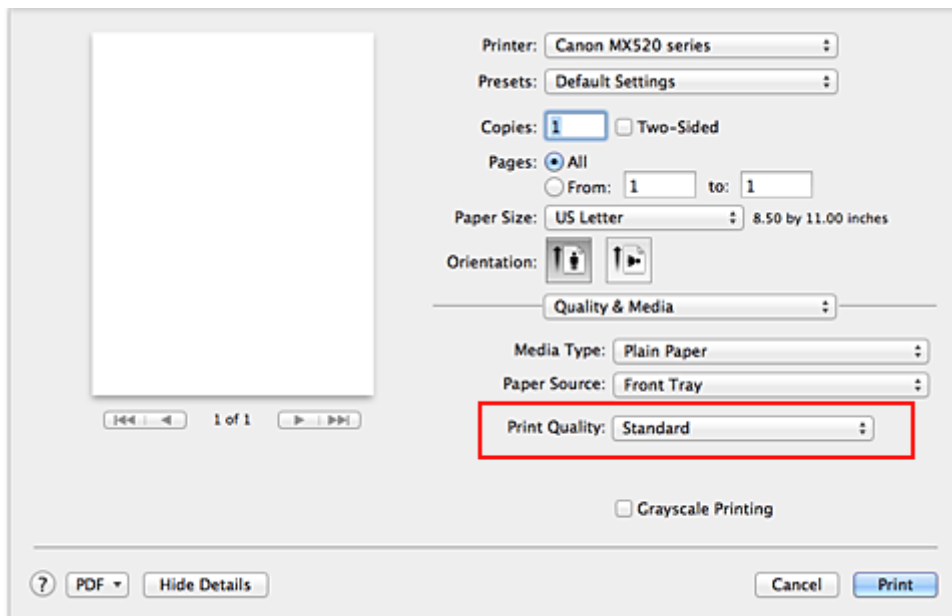 Printer: Canon MX520 series
Presets: Default Settings
Copies: 1 Two-Sided
Pages: All
From: 1 to: 1
Paper Size: US Letter 8.50 by 11.00 inches
Orientation:
Quality & Media
Media Type: Plain Paper
Paper Source: Front Tray
1 of 1
Print Quality: Standard
Grayscale Printing
? PDF Hide Details Cancel Print